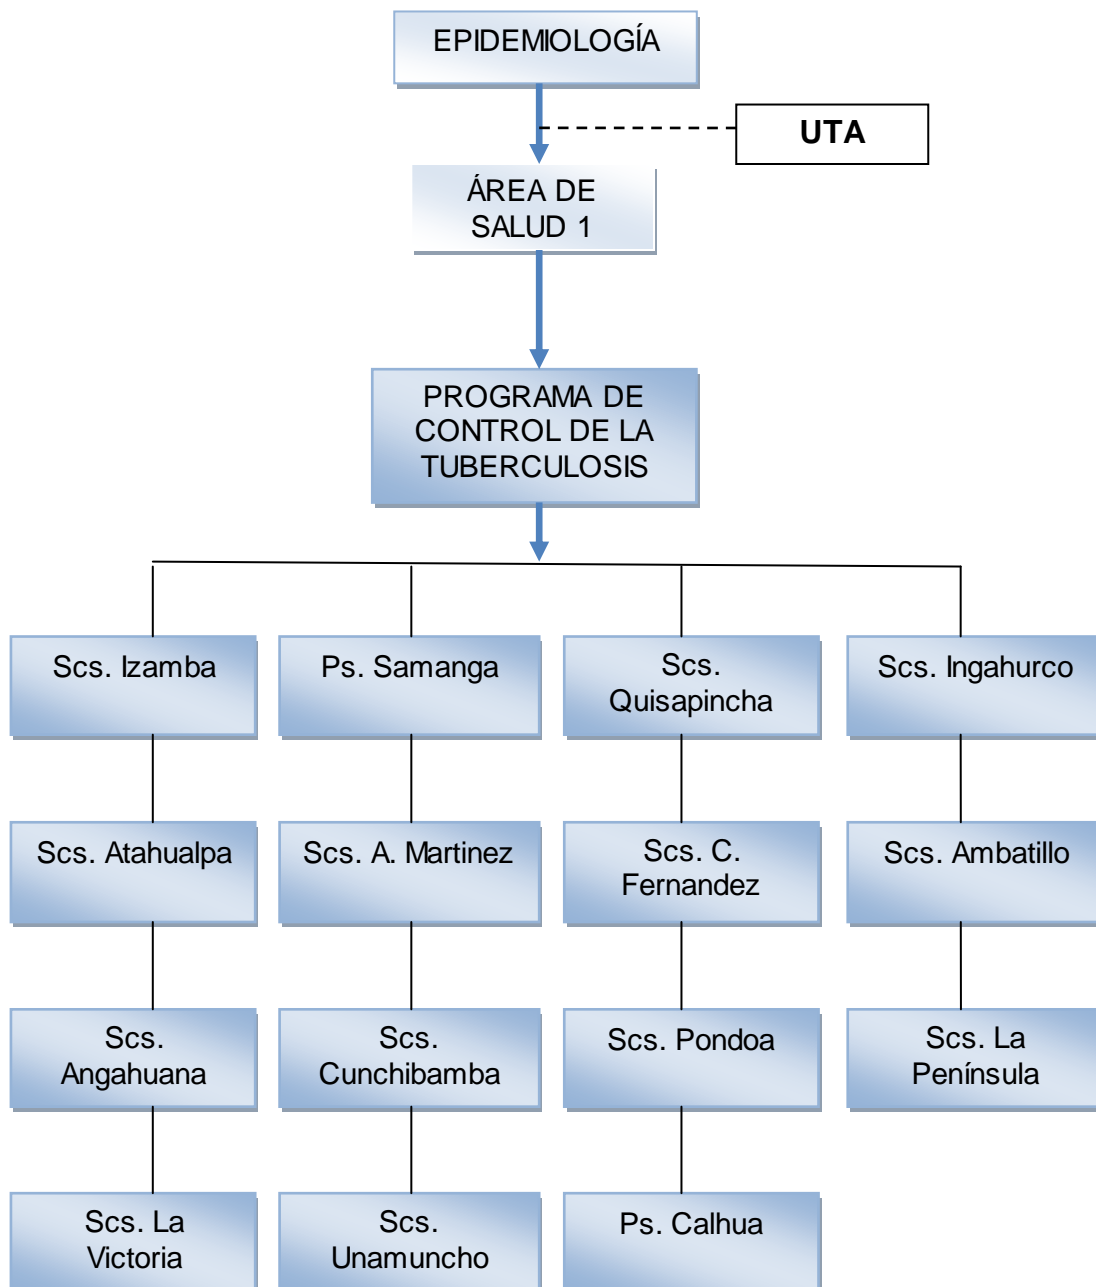 EPIDEMIOLOGÍA
UTA
ÁREA DE
SALUD 1
PROGRAMA DE
CONTROL DE LA
TUBERCULOSIS
Scs. Izamba
Ps. Samanga
Scs.
Quisapincha
Scs. Ingahurco
Scs. Atahualpa
Scs. A. Martinez
Scs. C.
Fernandez
Scs. Ambatillo
Scs.
Angahuana
Scs.
Cunchibamba
Scs. Pondoa
Scs. La
Península
Scs. La
Victoria
Scs.
Unamuncho
Ps. Calhua